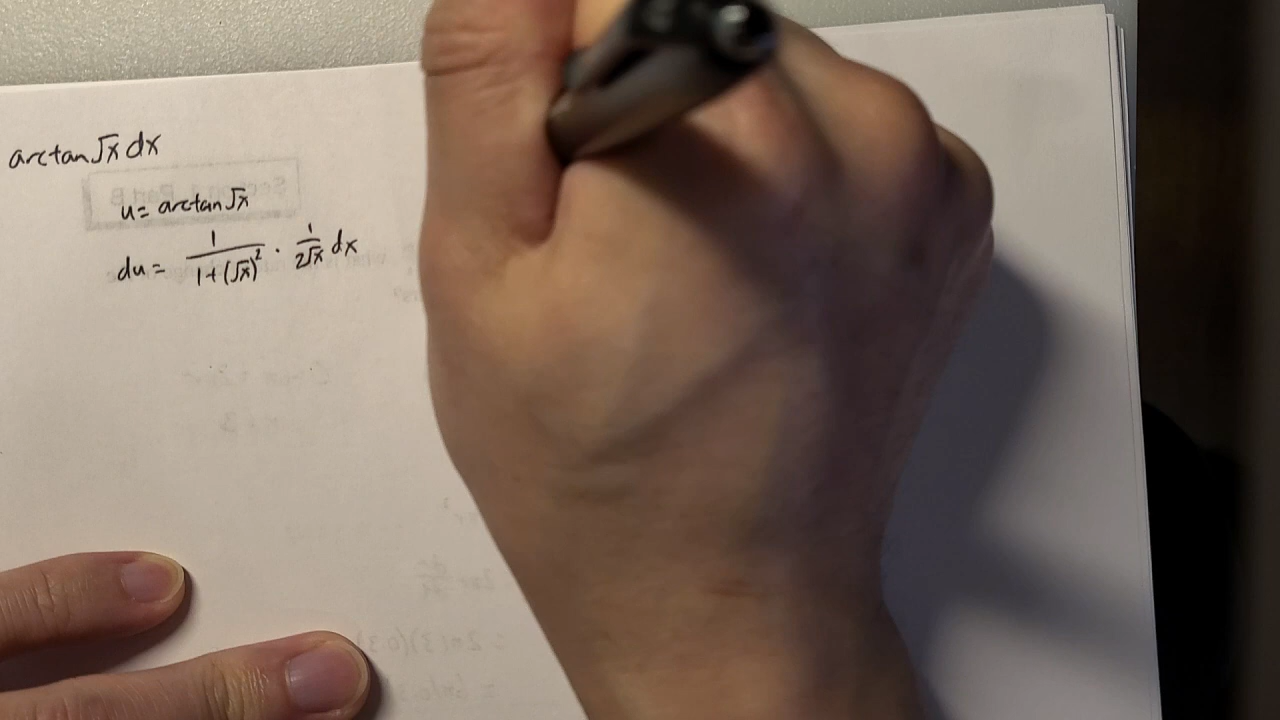 arctan√x dx
u = arctan√x
du = 1/(1+(√x)²) · 1/(2√x) dx